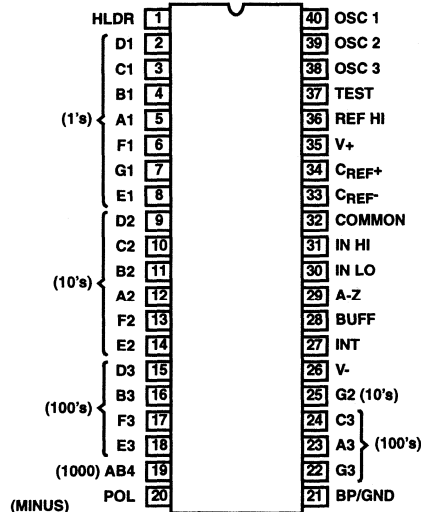 HLDR 1 40 OSC 1
D1 2 39 OSC 2
C1 3 38 OSC 3
B1 4 37 TEST
(1's) A1 5 36 REF HI
F1 6 35 V+
G1 7 34 CREF+
E1 8 33 CREF-
D2 9 32 COMMON
C2 10 31 IN HI
(10's) B2 11 30 IN LO
A2 12 29 A-Z
F2 13 28 BUFF
E2 14 27 INT
D3 15 26 V-
(100's) B3 16 25 G2 (10's)
F3 17 24 C3
E3 18 23 A3 (100's)
(1000) AB4 19 22 G3
(MINUS) POL 20 21 BP/GND